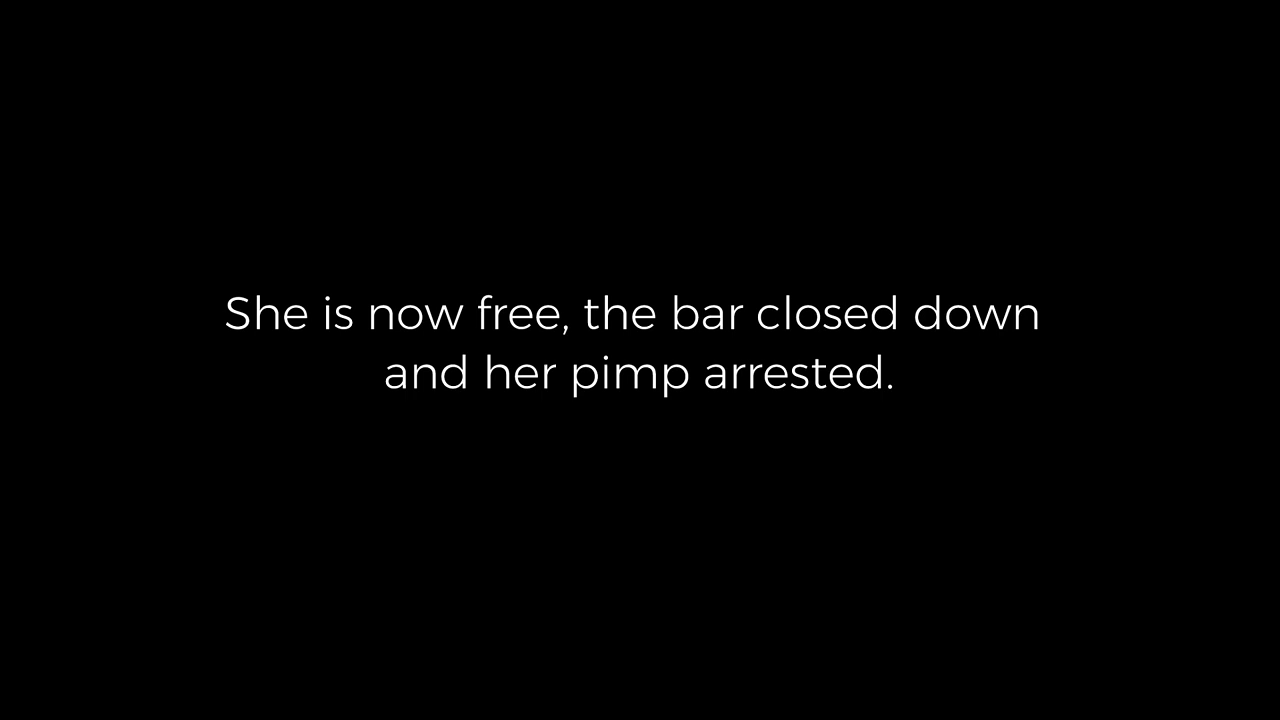 She is now free, the bar closed down
and her pimp arrested.